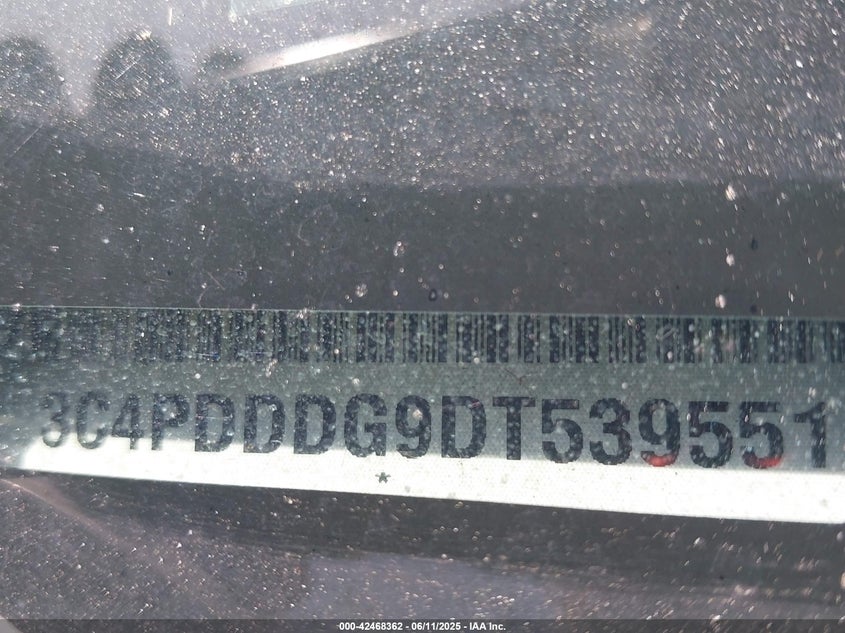 3C4PDDDG9DT539551
*
000-42468362 - 06/11/2025 - IAA Inc.